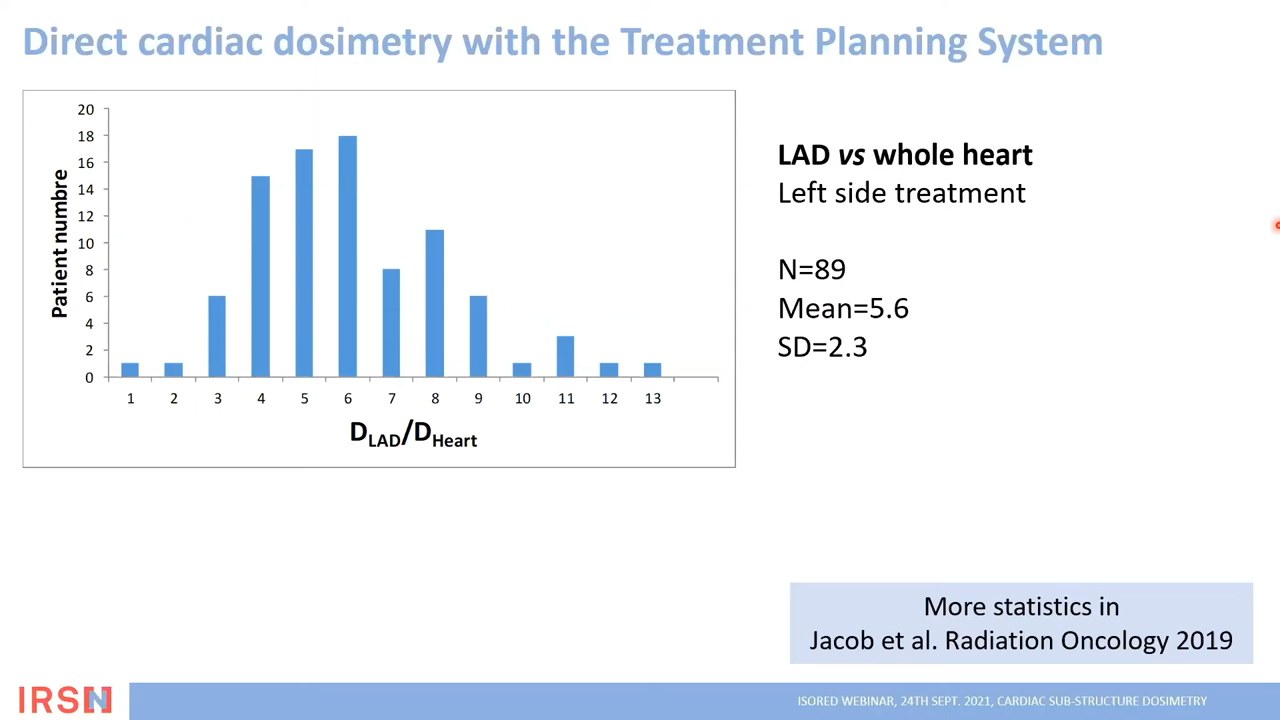 Direct cardiac dosimetry with the Treatment Planning System
20
18
16
14
12
10
8
6
4
2
0
Patient numbre
1 2 3 4 5 6 7 8 9 10 11 12 13
DLAD/DHeart
LAD vs whole heart
Left side treatment
N=89
Mean=5.6
SD=2.3
More statistics in
Jacob et al. Radiation Oncology 2019
IRSN
ISORED WEBINAR, 24TH SEPT. 2021, CARDIAC SUB-STRUCTURE DOSIMETRY